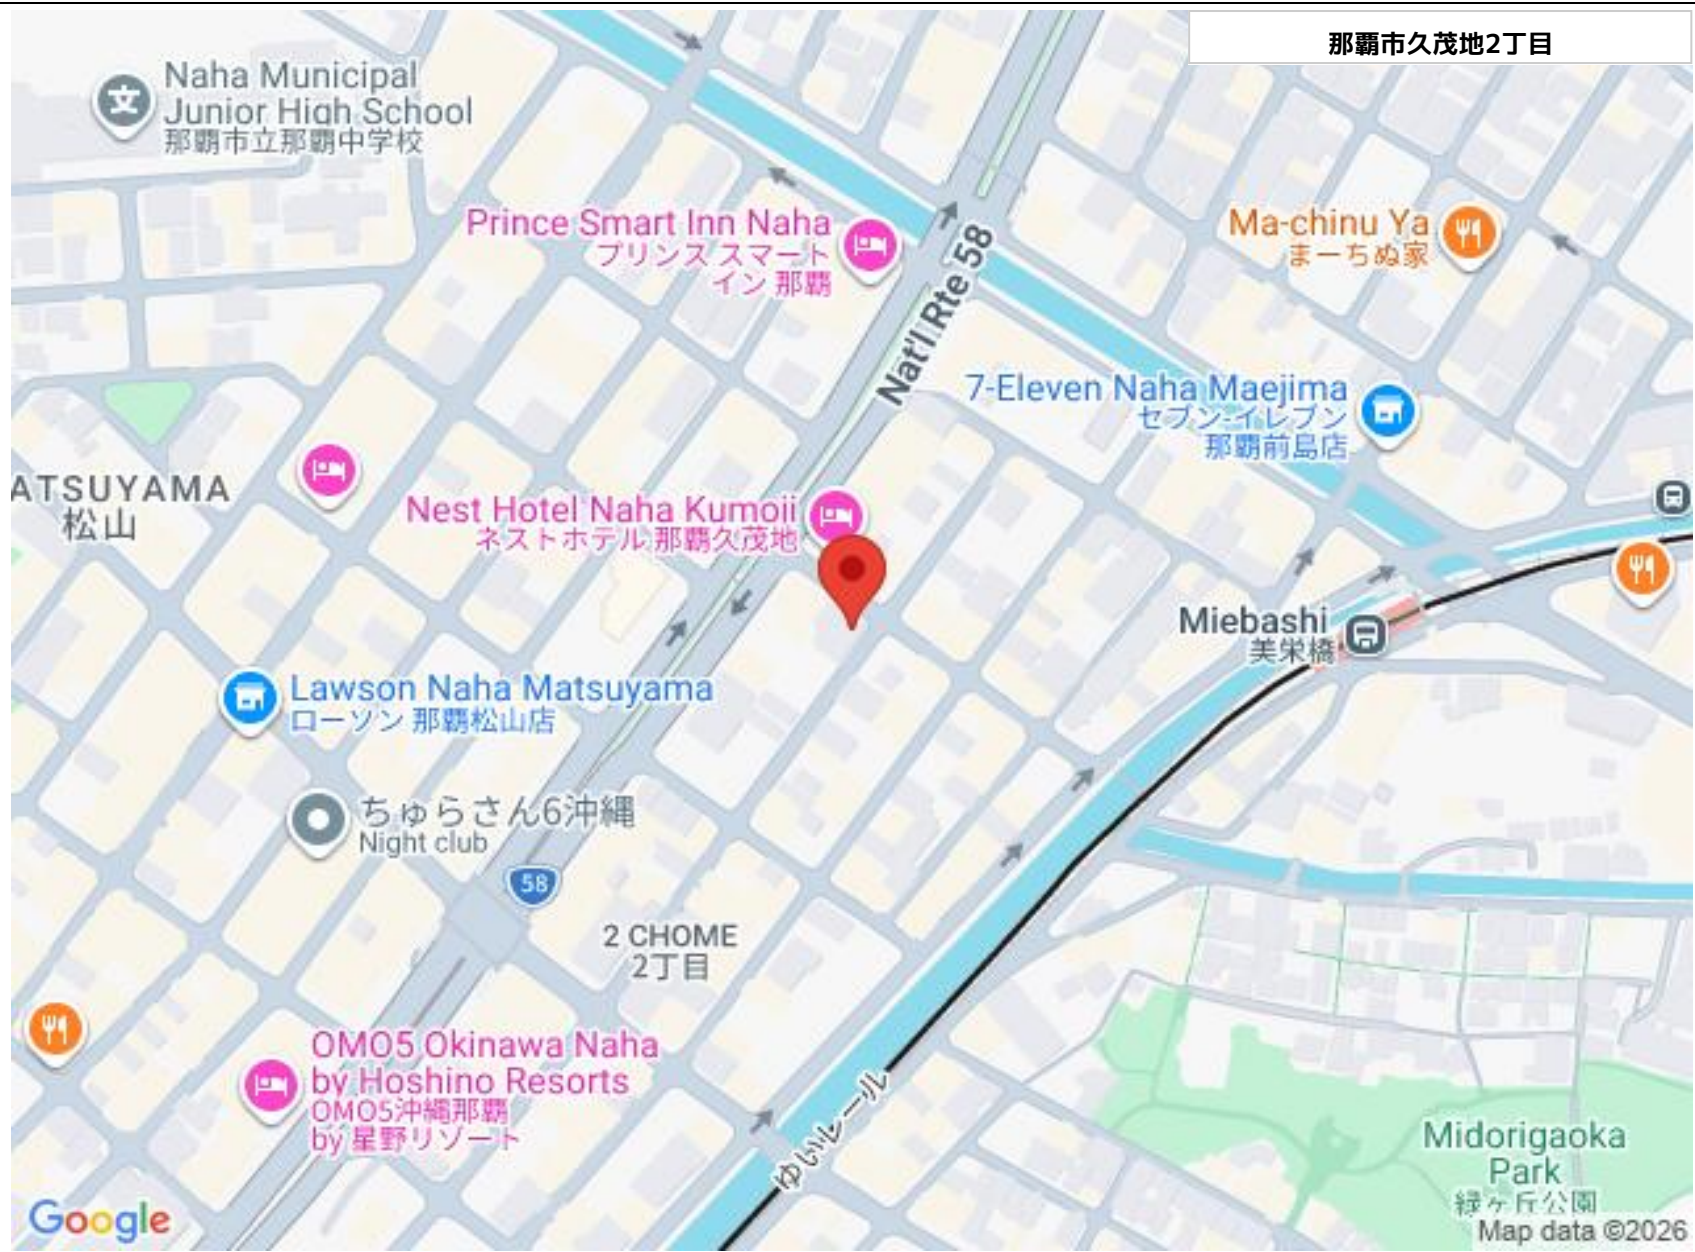 那覇市久茂地2丁目
Naha Municipal
Junior High School
那覇市立那覇中学校
Prince Smart Inn Naha
プリンス スマート
イン 那覇
Nat'l Rte 58
Ma-chinu Ya
まーちぬ家
7-Eleven Naha Maejima
セブン-イレブン
那覇前島店
ATSUYAMA
松山
Nest Hotel Naha Kumoji
ネストホテル 那覇久茂地
Miebashi
美栄橋
Lawson Naha Matsuyama
ローソン 那覇松山店
ちゅらさん6沖縄
Night club
58
2 CHOME
2丁目
OMO5 Okinawa Naha
by Hoshino Resorts
OMO5沖縄那覇
by 星野リゾート
ゆいレール
Midorigaoka
Park
緑ヶ丘公園
Google
Map data ©2026